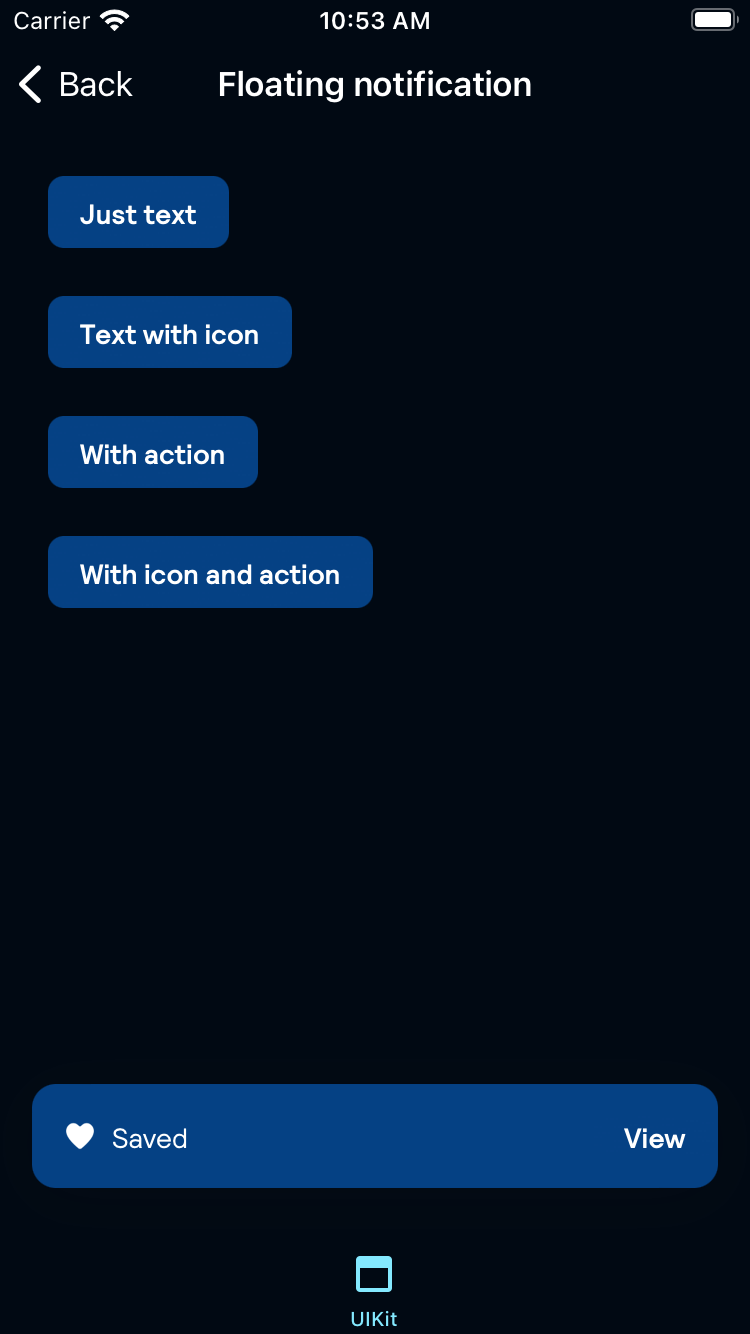 Carrier 10:53 AM
Back Floating notification
Just text
Text with icon
With action
With icon and action
Saved View
UIKit